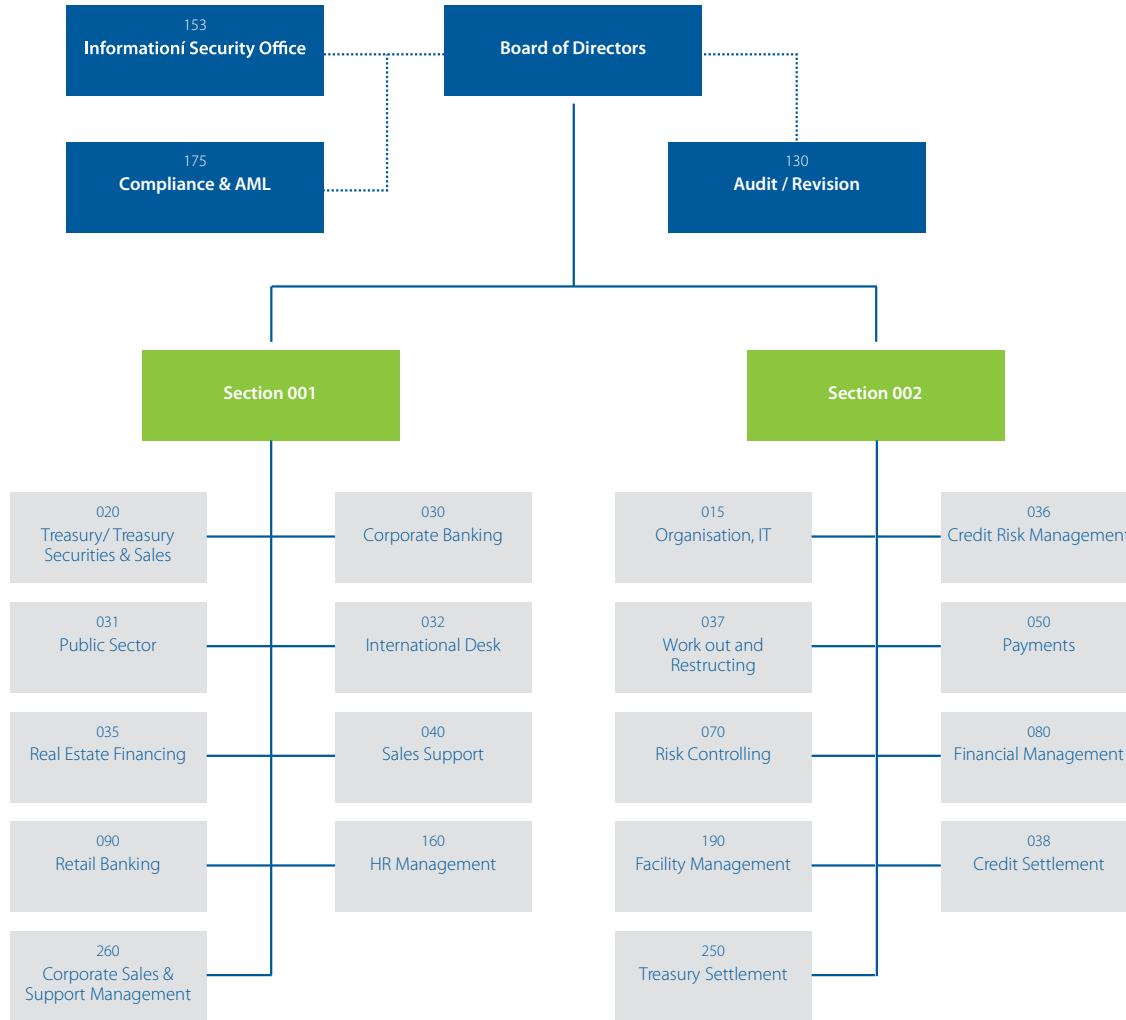 153
Informationí Security Office
Board of Directors
175
Compliance & AML
130
Audit / Revision
Section 001
Section 002
020
Treasury/ Treasury
Securities & Sales
030
Corporate Banking
015
Organisation, IT
036
Credit Risk Management
031
Public Sector
032
International Desk
037
Work out and
Restructing
050
Payments
035
Real Estate Financing
040
Sales Support
070
Risk Controlling
080
Financial Management
090
Retail Banking
160
HR Management
190
Facility Management
038
Credit Settlement
260
Corporate Sales &
Support Management
250
Treasury Settlement